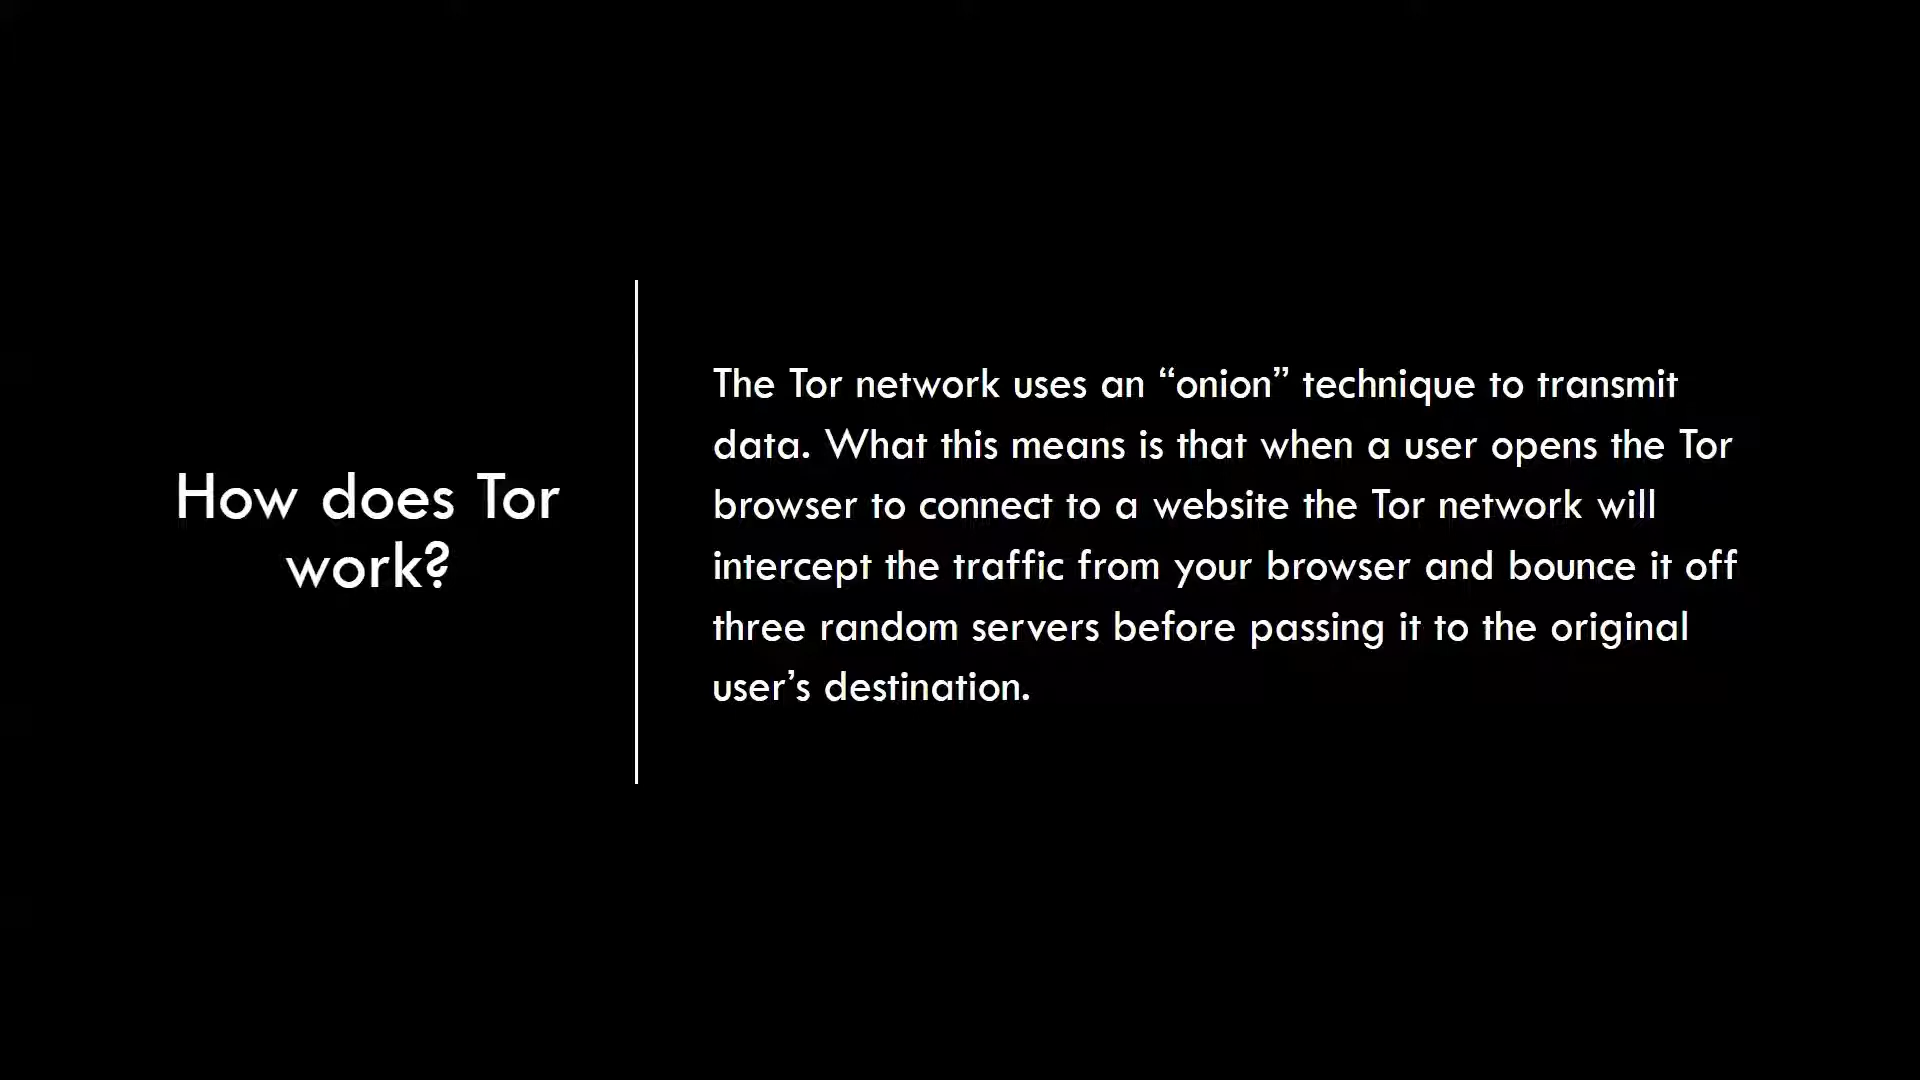 How does Tor
work?
The Tor network uses an “onion” technique to transmit
data. What this means is that when a user opens the Tor
browser to connect to a website the Tor network will
intercept the traffic from your browser and bounce it off
three random servers before passing it to the original
user’s destination.